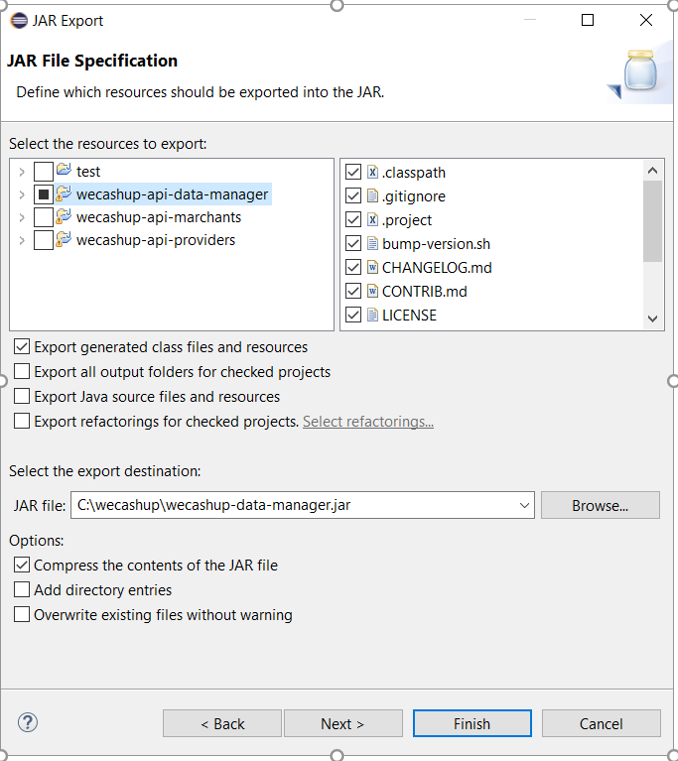 JAR Export
JAR File Specification
Define which resources should be exported into the JAR.
Select the resources to export:
test
wecashup-api-data-manager
wecashup-api-marchants
wecashup-api-providers
.classpath
.gitignore
.project
bump-version.sh
CHANGELOG.md
CONTRIB.md
LICENSE
Export generated class files and resources
Export all output folders for checked projects
Export Java source files and resources
Export refactorings for checked projects. Select refactorings...
Select the export destination:
JAR file: C:\wecashup\wecashup-data-manager.jar Browse...
Options:
Compress the contents of the JAR file
Add directory entries
Overwrite existing files without warning
? < Back Next > Finish Cancel